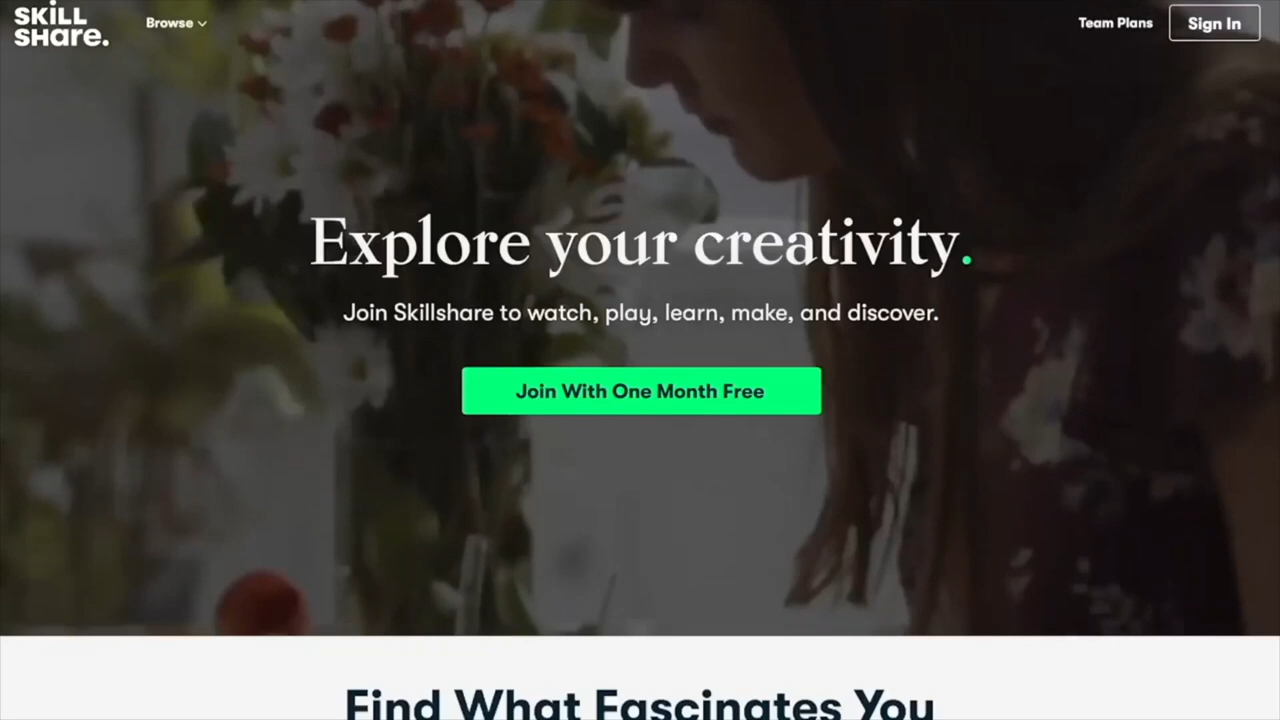 SKiLL
SHare.
Browse
Team Plans
Sign In
Explore your creativity.
Join Skillshare to watch, play, learn, make, and discover.
Join With One Month Free
Find What Fascinates You